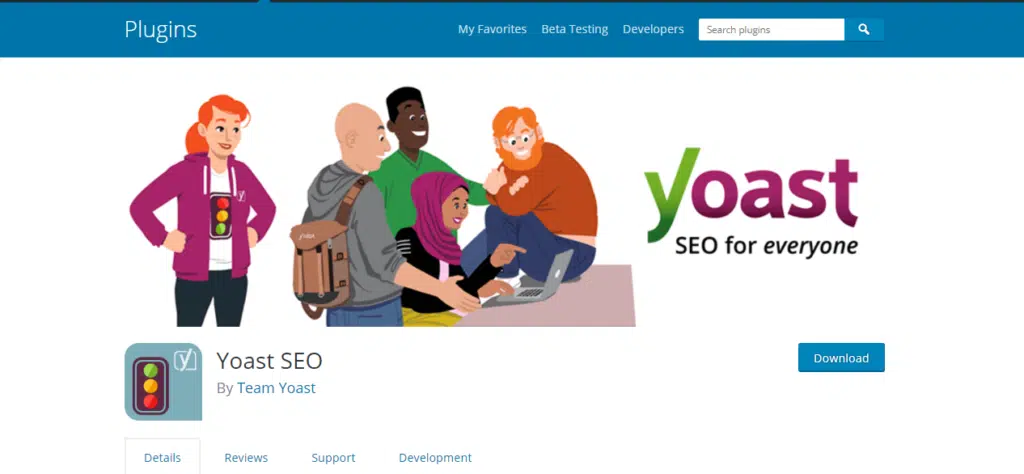 Plugins
My Favorites Beta Testing Developers Search plugins
yoast
SEO for everyone
Yoast SEO
By Team Yoast
Download
Details Reviews Support Development